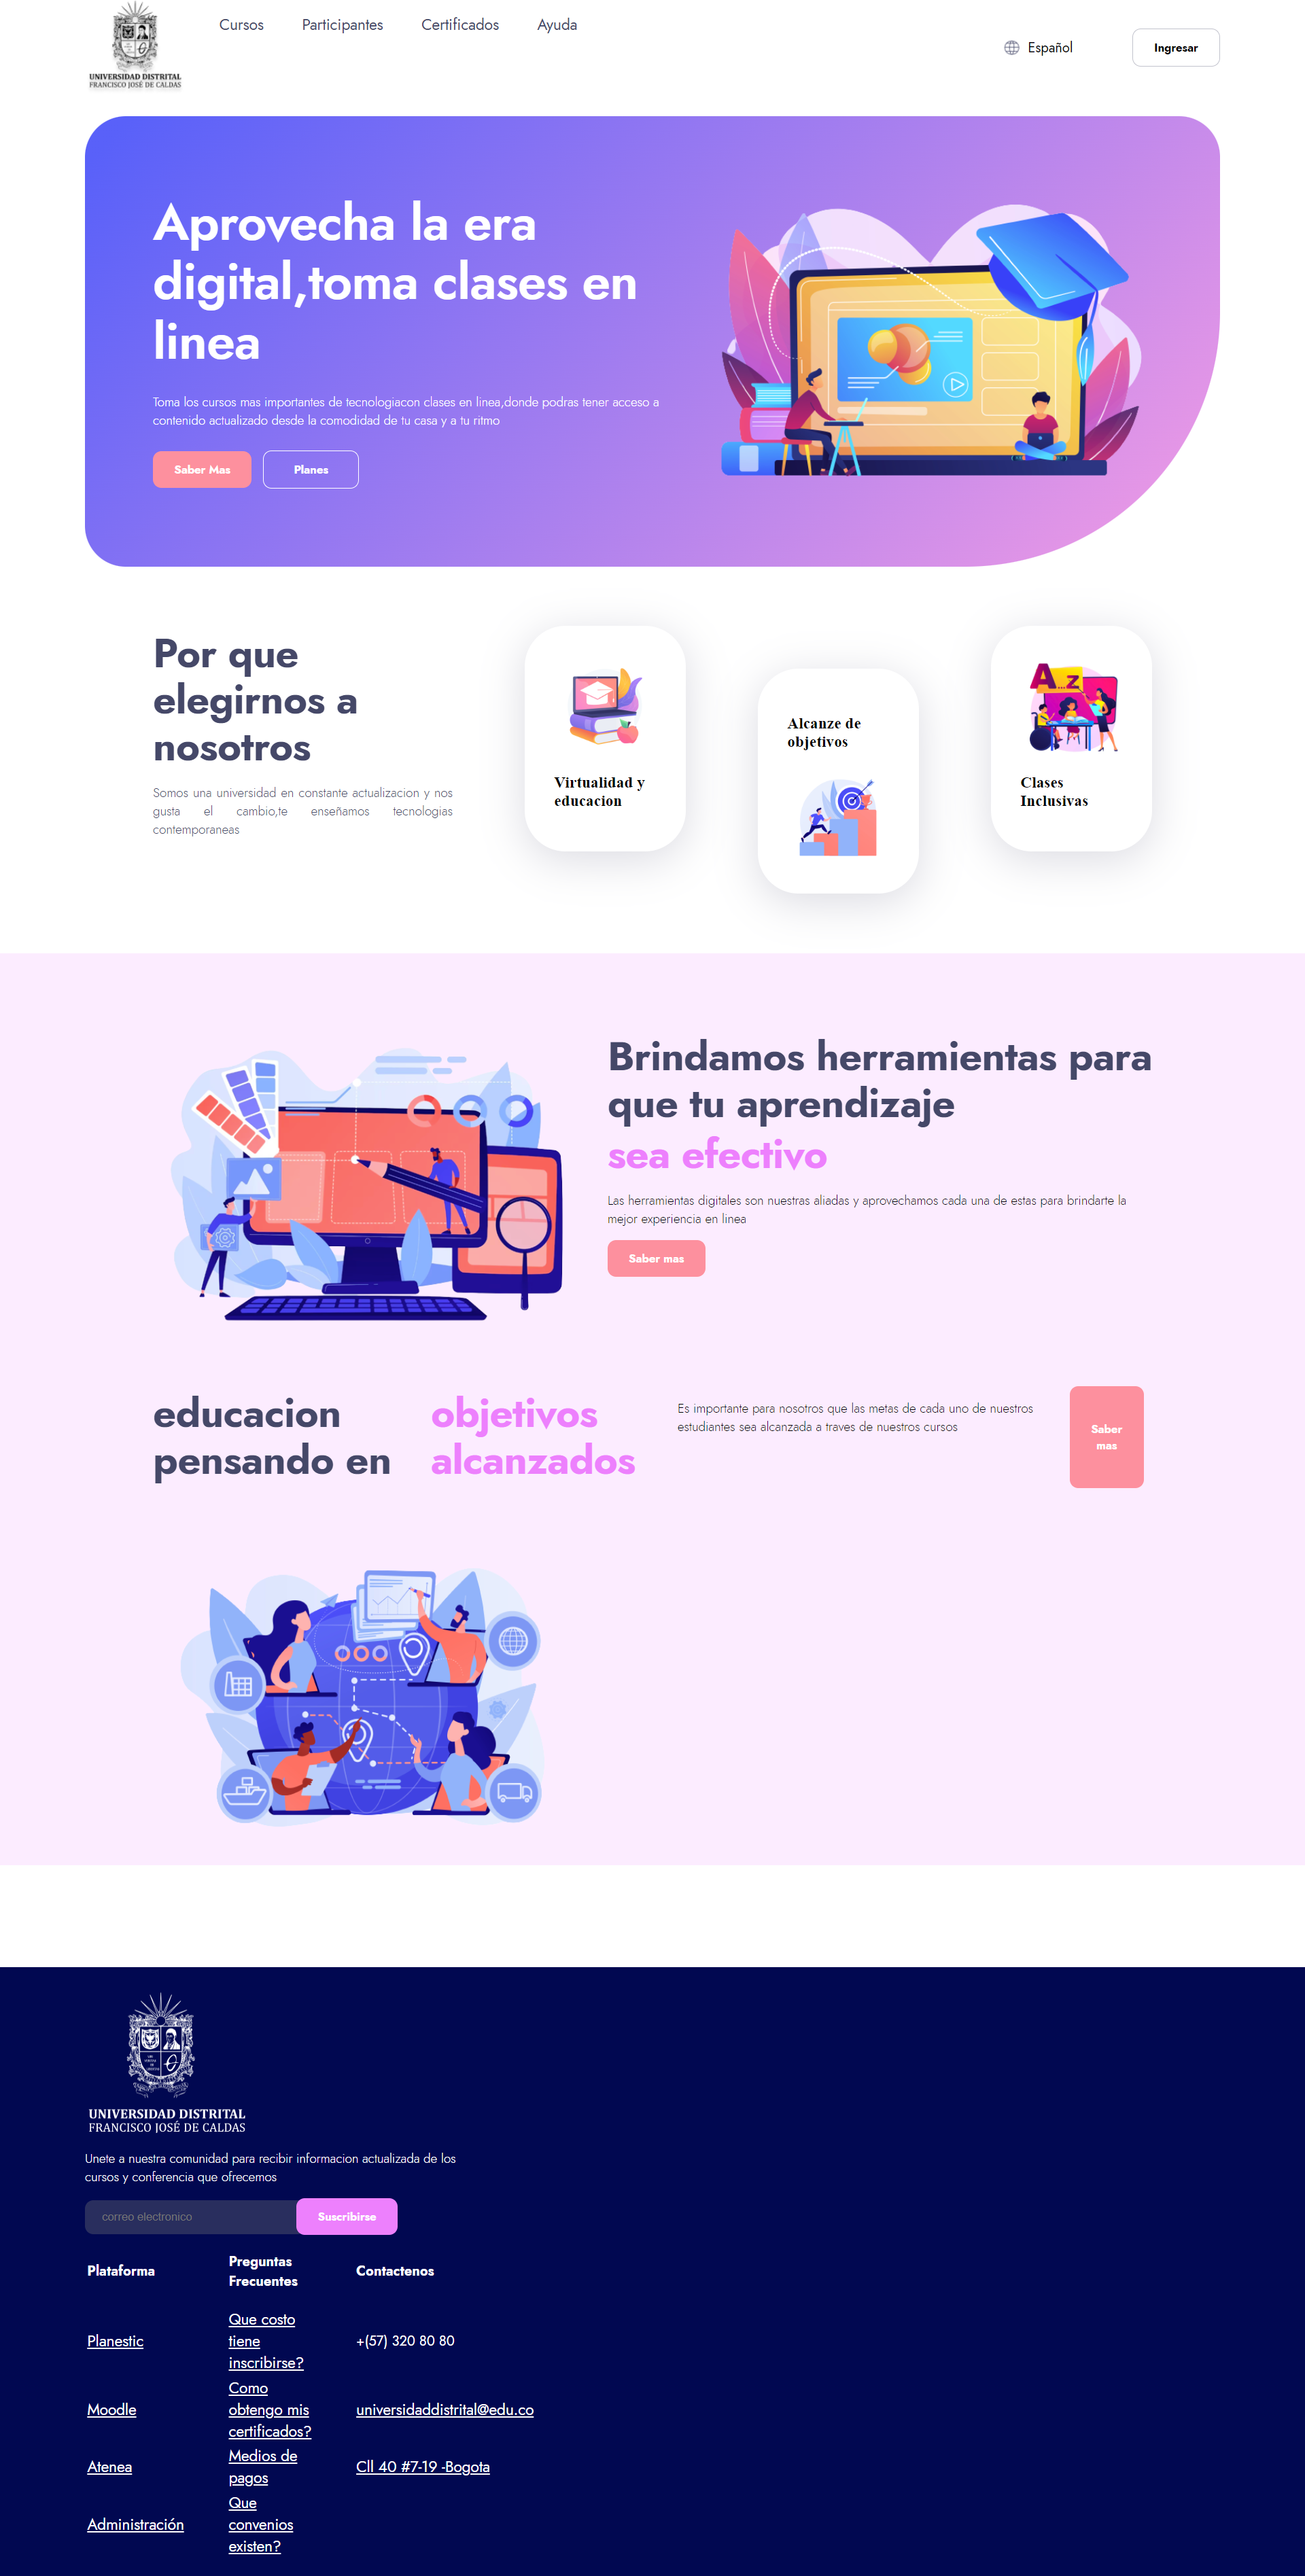 UNIVERSIDAD DISTRITAL
FRANCISCO JOSÉ DE CALDAS
Cursos
Participantes
Certificados
Ayuda
Español
Ingresar
Aprovecha la era
digital,toma clases en
linea
Toma los cursos mas importantes de tecnologiacon clases en linea,donde podras tener acceso a
contenido actualizado desde la comodidad de tu casa y a tu ritmo
Saber Mas
Planes
Por que
elegirnos a
nosotros
Somos una universidad en constante actualizacion y nos
gusta el cambio,te enseñamos tecnologias
contemporaneas
Virtualidad y
educacion
Alcanze de
objetivos
A...z
Clases
Inclusivas
Brindamos herramientas para
que tu aprendizaje
sea efectivo
Las herramientas digitales son nuestras aliadas y aprovechamos cada una de estas para brindarte la
mejor experiencia en linea
Saber mas
educacion
pensando en
objetivos
alcanzados
Es importante para nosotros que las metas de cada uno de nuestros
estudiantes sea alcanzada a traves de nuestros cursos
Saber
mas
UNIVERSIDAD DISTRITAL
FRANCISCO JOSÉ DE CALDAS
Unete a nuestra comunidad para recibir informacion actualizada de los
cursos y conferencia que ofrecemos
correo electronico
Suscribirse
Plataforma
Preguntas
Frecuentes
Contactenos
Planestic
Que costo
tiene
inscribirse?
+(57) 320 80 80
Moodle
Como
obtengo mis
certificados?
universidaddistrital@edu.co
Atenea
Medios de
pagos
Cll 40 #7-19 -Bogota
Administración
Que
convenios
existen?